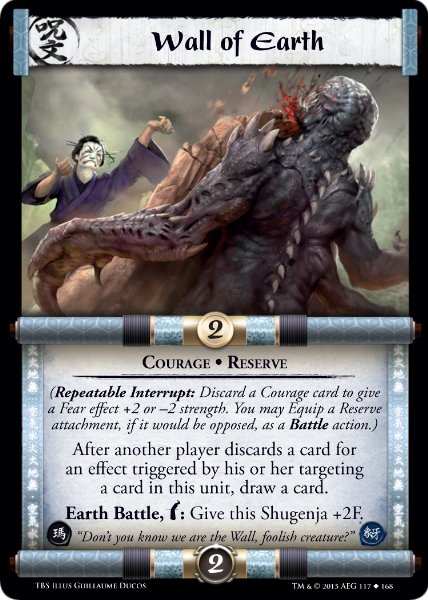 呪文
Wall of Earth
2
Courage • Reserve
(Repeatable Interrupt: Discard a Courage card to give
a Fear effect +2 or –2 strength. You may Equip a Reserve
attachment, if it would be opposed, as a Battle action.)
After another player discards a card for
an effect triggered by his or her targeting
a card in this unit, draw a card.
Earth Battle, : Give this Shugenja +2F.
“Don’t you know we are the Wall, foolish creature?”
2
TBS Illus Guillaume Ducos
TM & © 2013 AEG 117 ◆ 168